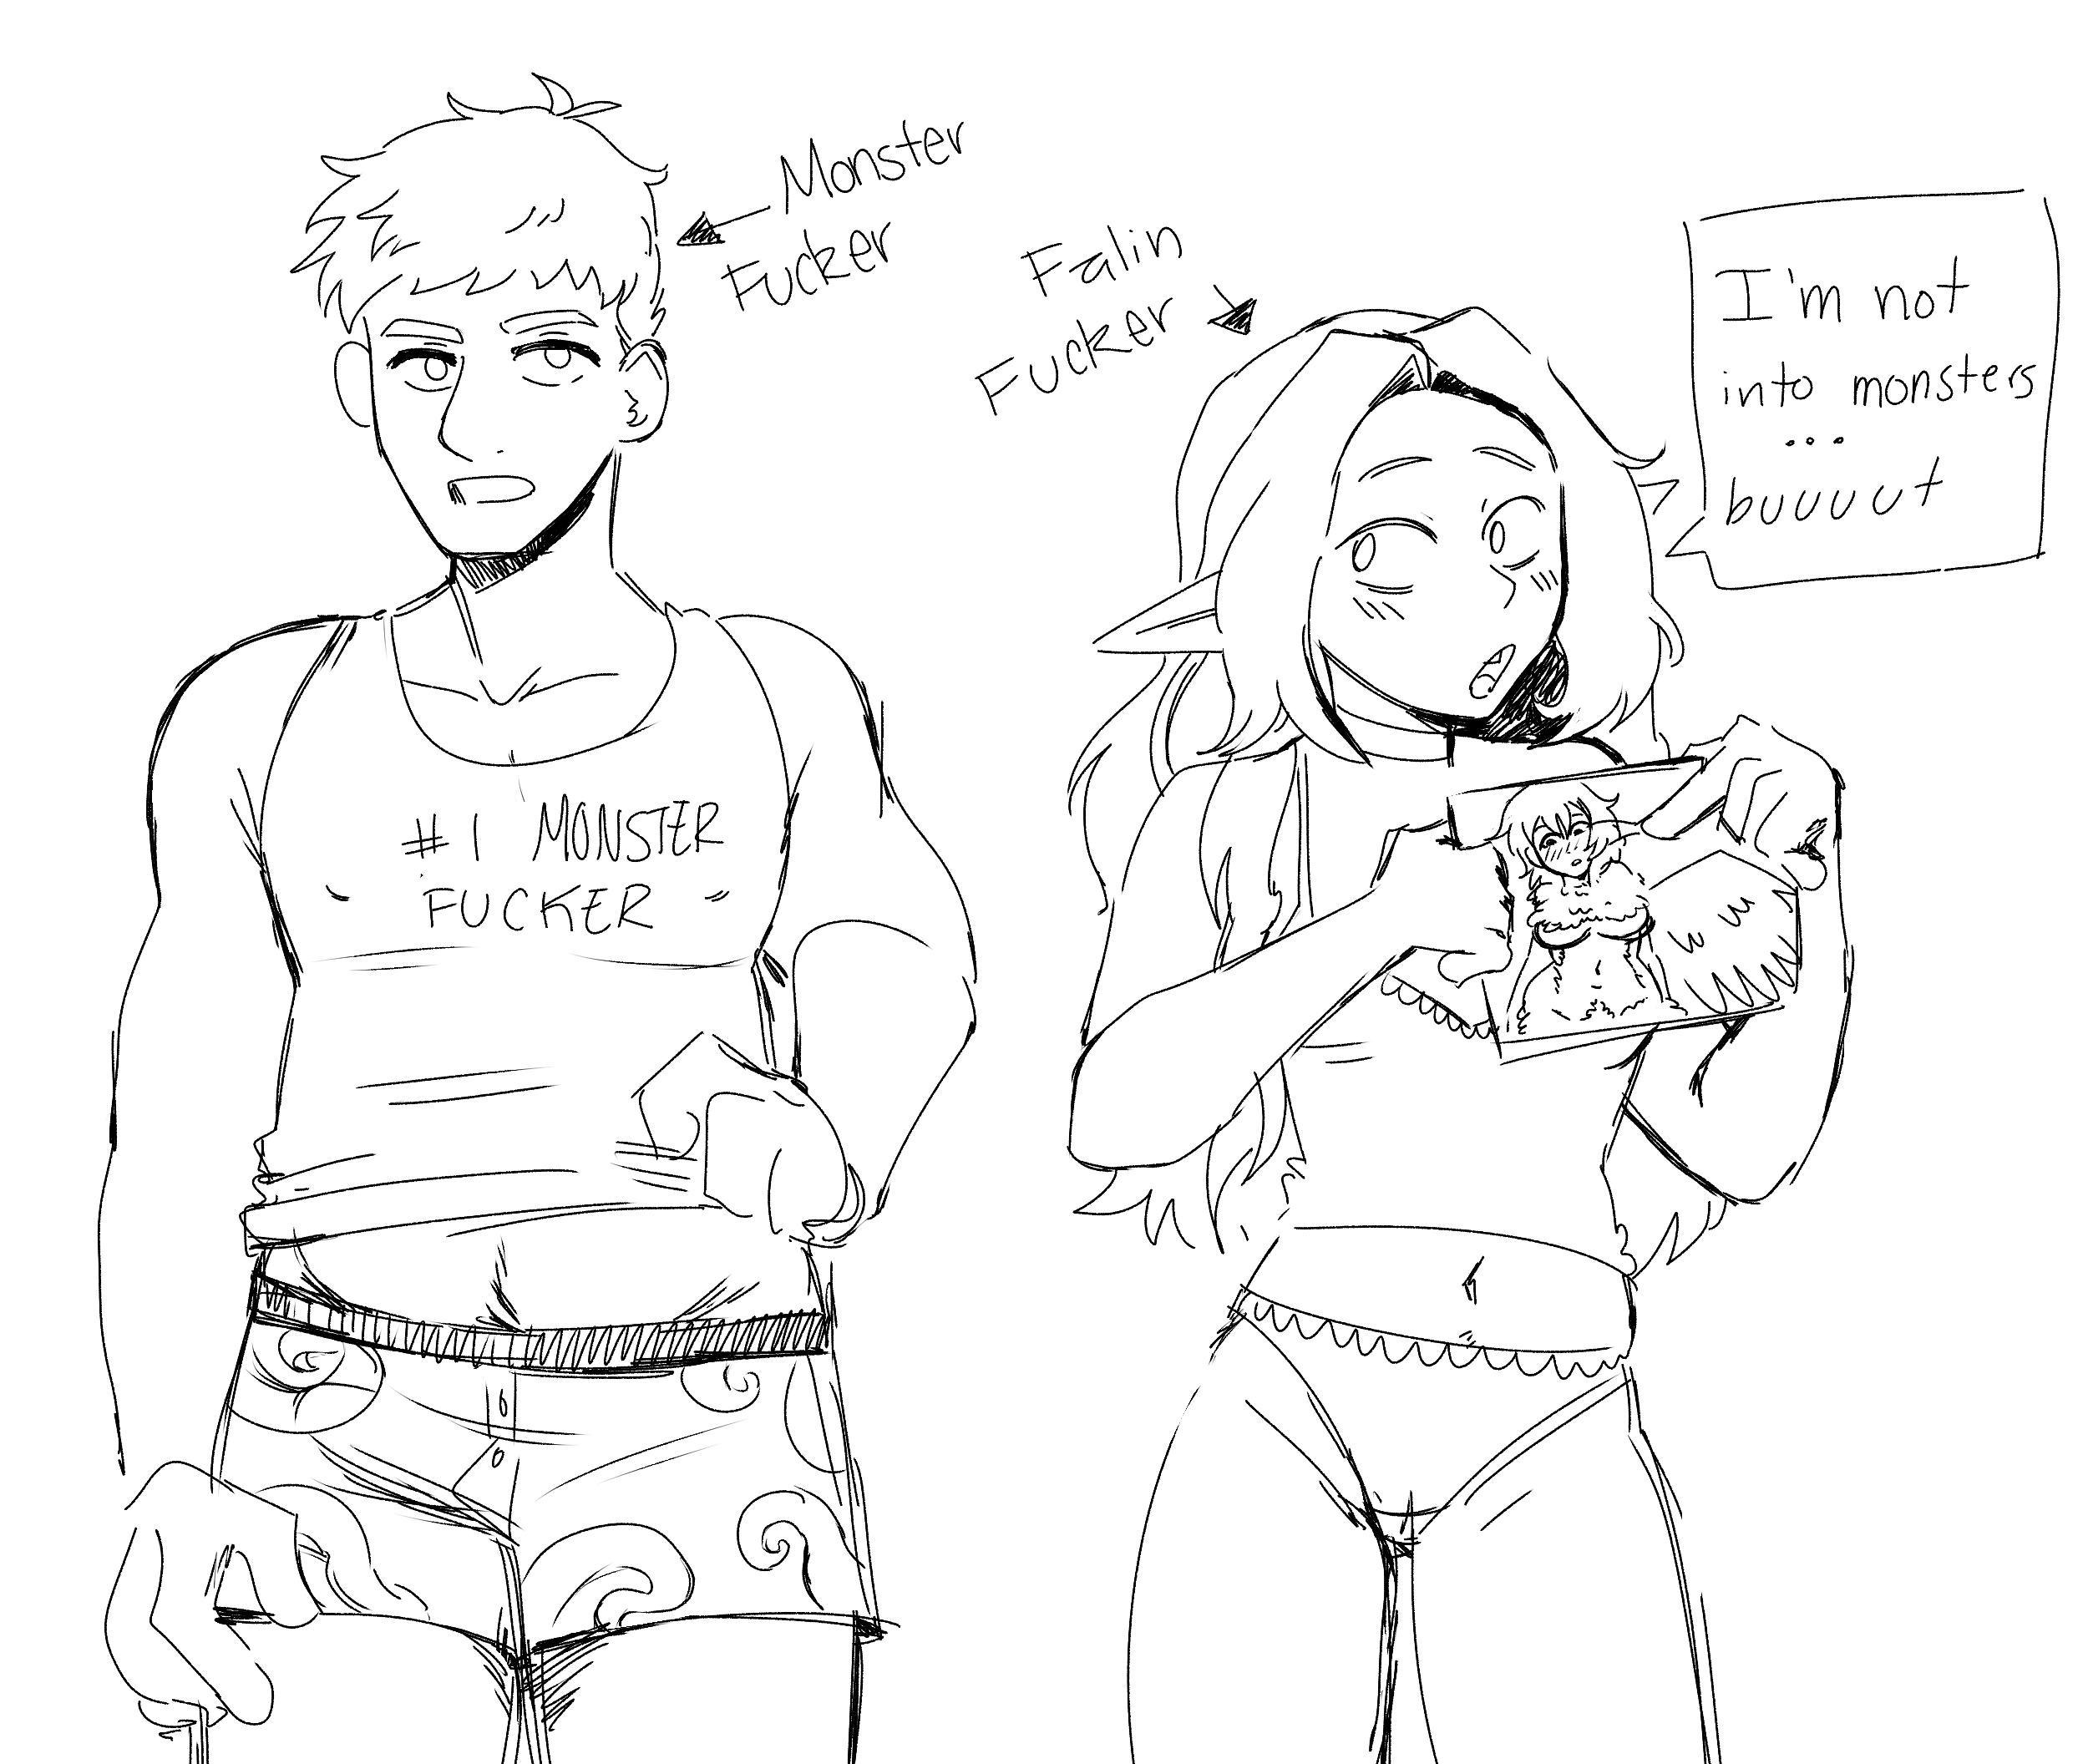 Monster
Fucker
Falin
Fucker
I'm not
into monsters
...
buuuut
#1 MONSTER
FUCKER